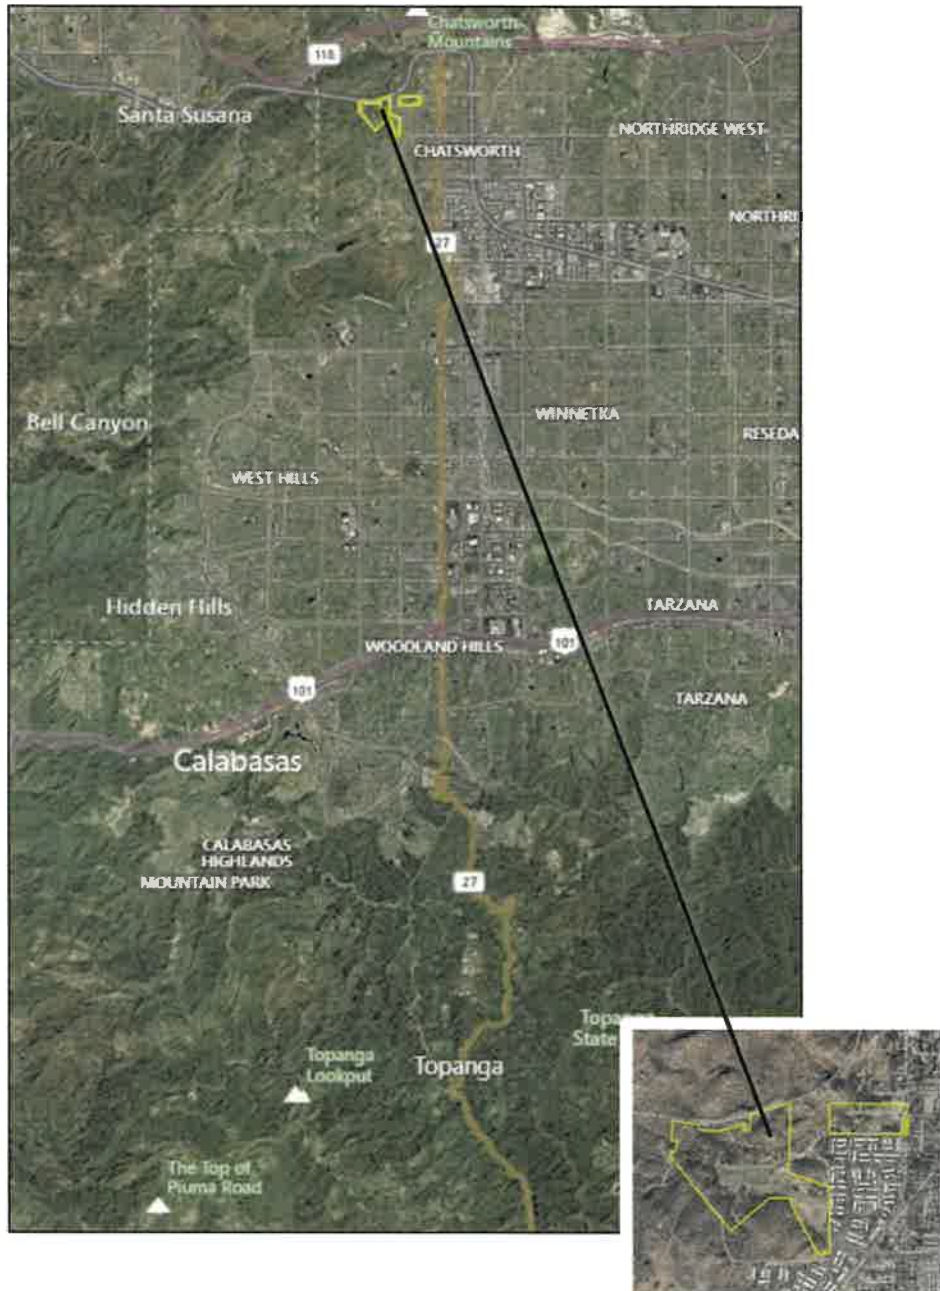 Chatsworth
Mountains
118
Santa Susana
NORTHRIDGE WEST
CHATSWORTH
NORTHRI
27
Bell Canyon
WINNETKA
RESEDA
WEST HILLS
Hidden Hills
TARZANA
WOODLAND HILLS
101
101
TARZANA
Calabasas
CALABASAS
HIGHLANDS
MOUNTAIN PARK
27
Topanga
State
Topanga
Lookput
Topanga
The Top of
Piuma Road